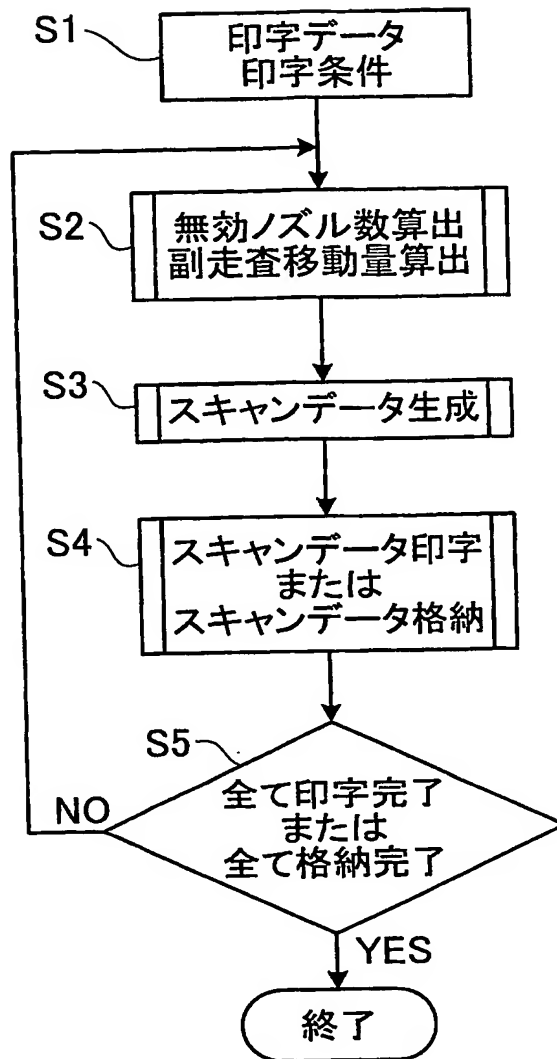 S1
印字データ
印字条件
S2
無効ノズル数算出
副走査移動量算出
S3
スキャンデータ生成
S4
スキャンデータ印字
または
スキャンデータ格納
S5
全て印字完了
または
全て格納完了
NO
YES
終了